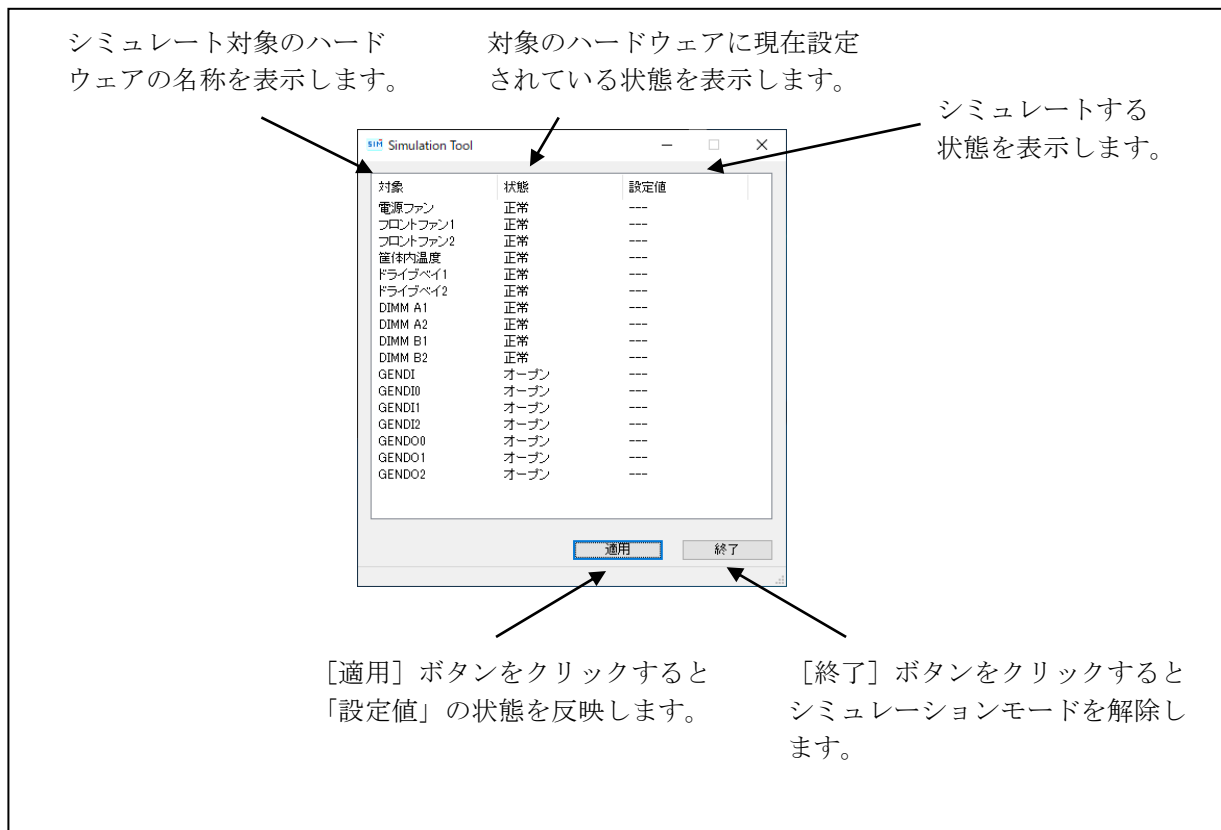 シミュレート対象のハード
ウェアの名称を表示します。
対象のハードウェアに現在設定
されている状態を表示します。
シミュレートする
状態を表示します。
SIM Simulation Tool
対象 状態 設定値
電源ファン 正常 ---
フロントファン1 正常 ---
フロントファン2 正常 ---
筐体内温度 正常 ---
ドライブベイ1 正常 ---
ドライブベイ2 正常 ---
DIMM A1 正常 ---
DIMM A2 正常 ---
DIMM B1 正常 ---
DIMM B2 正常 ---
GENDI オープン ---
GENDI0 オープン ---
GENDI1 オープン ---
GENDI2 オープン ---
GENDO0 オープン ---
GENDO1 オープン ---
GENDO2 オープン ---
適用 終了
［適用］ボタンをクリックすると
「設定値」の状態を反映します。
［終了］ボタンをクリックすると
シミュレーションモードを解除し
ます。